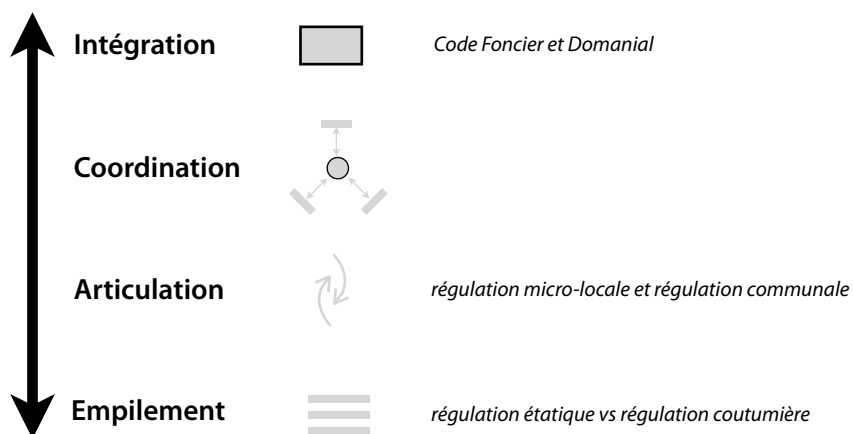 Intégration
Code Foncier et Domanial
Coordination
Articulation
régulation micro-locale et régulation communale
Empilement
régulation étatique vs régulation coutumière